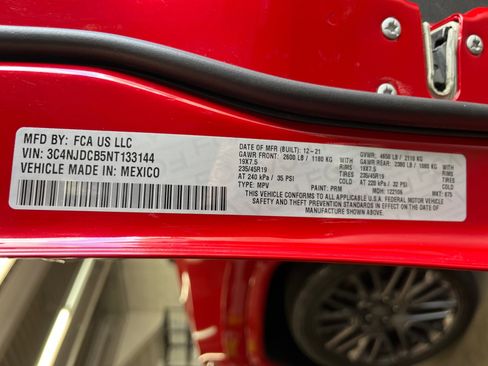 MFD BY: FCA US LLC
VIN: 3C4NJDCB5NT133144
VEHICLE MADE IN: MEXICO
DATE OF MFR (BUILT): 12-21
GAWR FRONT: 2600 LB / 1180 KG
19X7.5
235/45R19
AT 240 kPa / 35 PSI
TYPE: MPV
RIMS
TIRES
COLD
PAINT: PRM
GVWR: 4650 LB / 2110 KG
GAWR REAR: 2380 LB / 1080 KG
19X7.5 RIMS
235/45R19 TIRES
AT 220 kPa / 32 PSI COLD
MDH: 122106
MKT: K75
THIS VEHICLE CONFORMS TO ALL APPLICABLE U.S.A. FEDERAL MOTOR VEHICLE
SAFETY AND THEFT PREVENTION STANDARDS IN EFFECT ON THE DATE OF
MANUFACTURE SHOWN ABOVE.